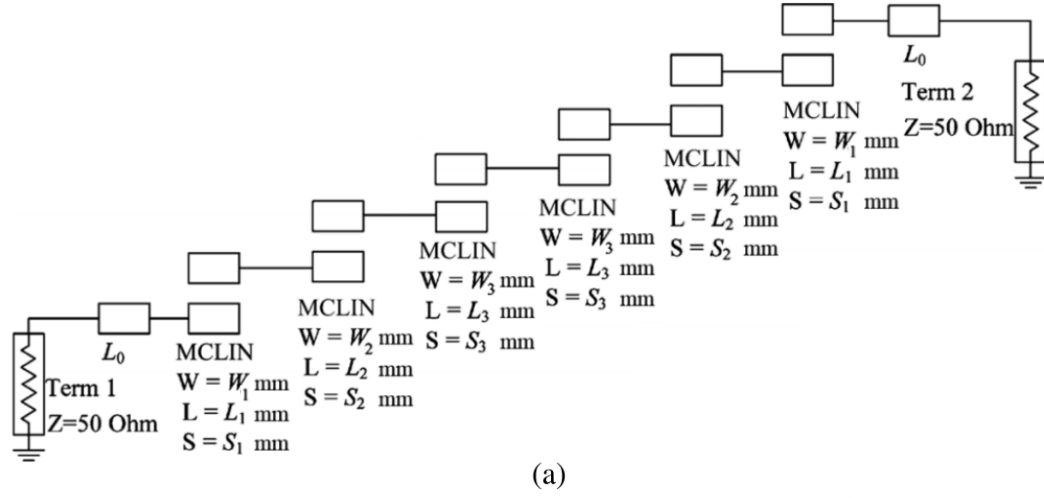 L₀
Term 1
Z=50 Ohm
MCLIN
W = W₁ mm
L = L₁ mm
S = S₁ mm
MCLIN
W = W₂ mm
L = L₂ mm
S = S₂ mm
MCLIN
W = W₃ mm
L = L₃ mm
S = S₃ mm
MCLIN
W = W₃ mm
L = L₃ mm
S = S₃ mm
MCLIN
W = W₂ mm
L = L₂ mm
S = S₂ mm
MCLIN
W = W₁ mm
L = L₁ mm
S = S₁ mm
L₀
Term 2
Z=50 Ohm
(a)